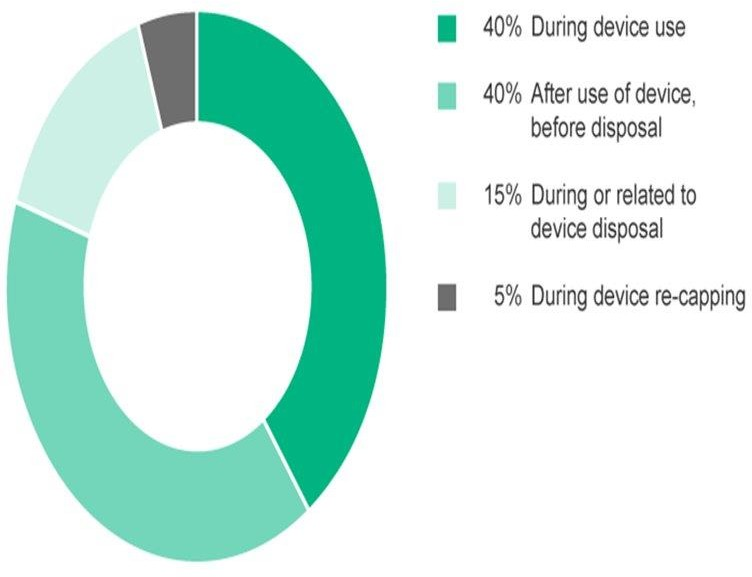 40% During device use
40% After use of device,
before disposal
15% During or related to
device disposal
5% During device re-capping